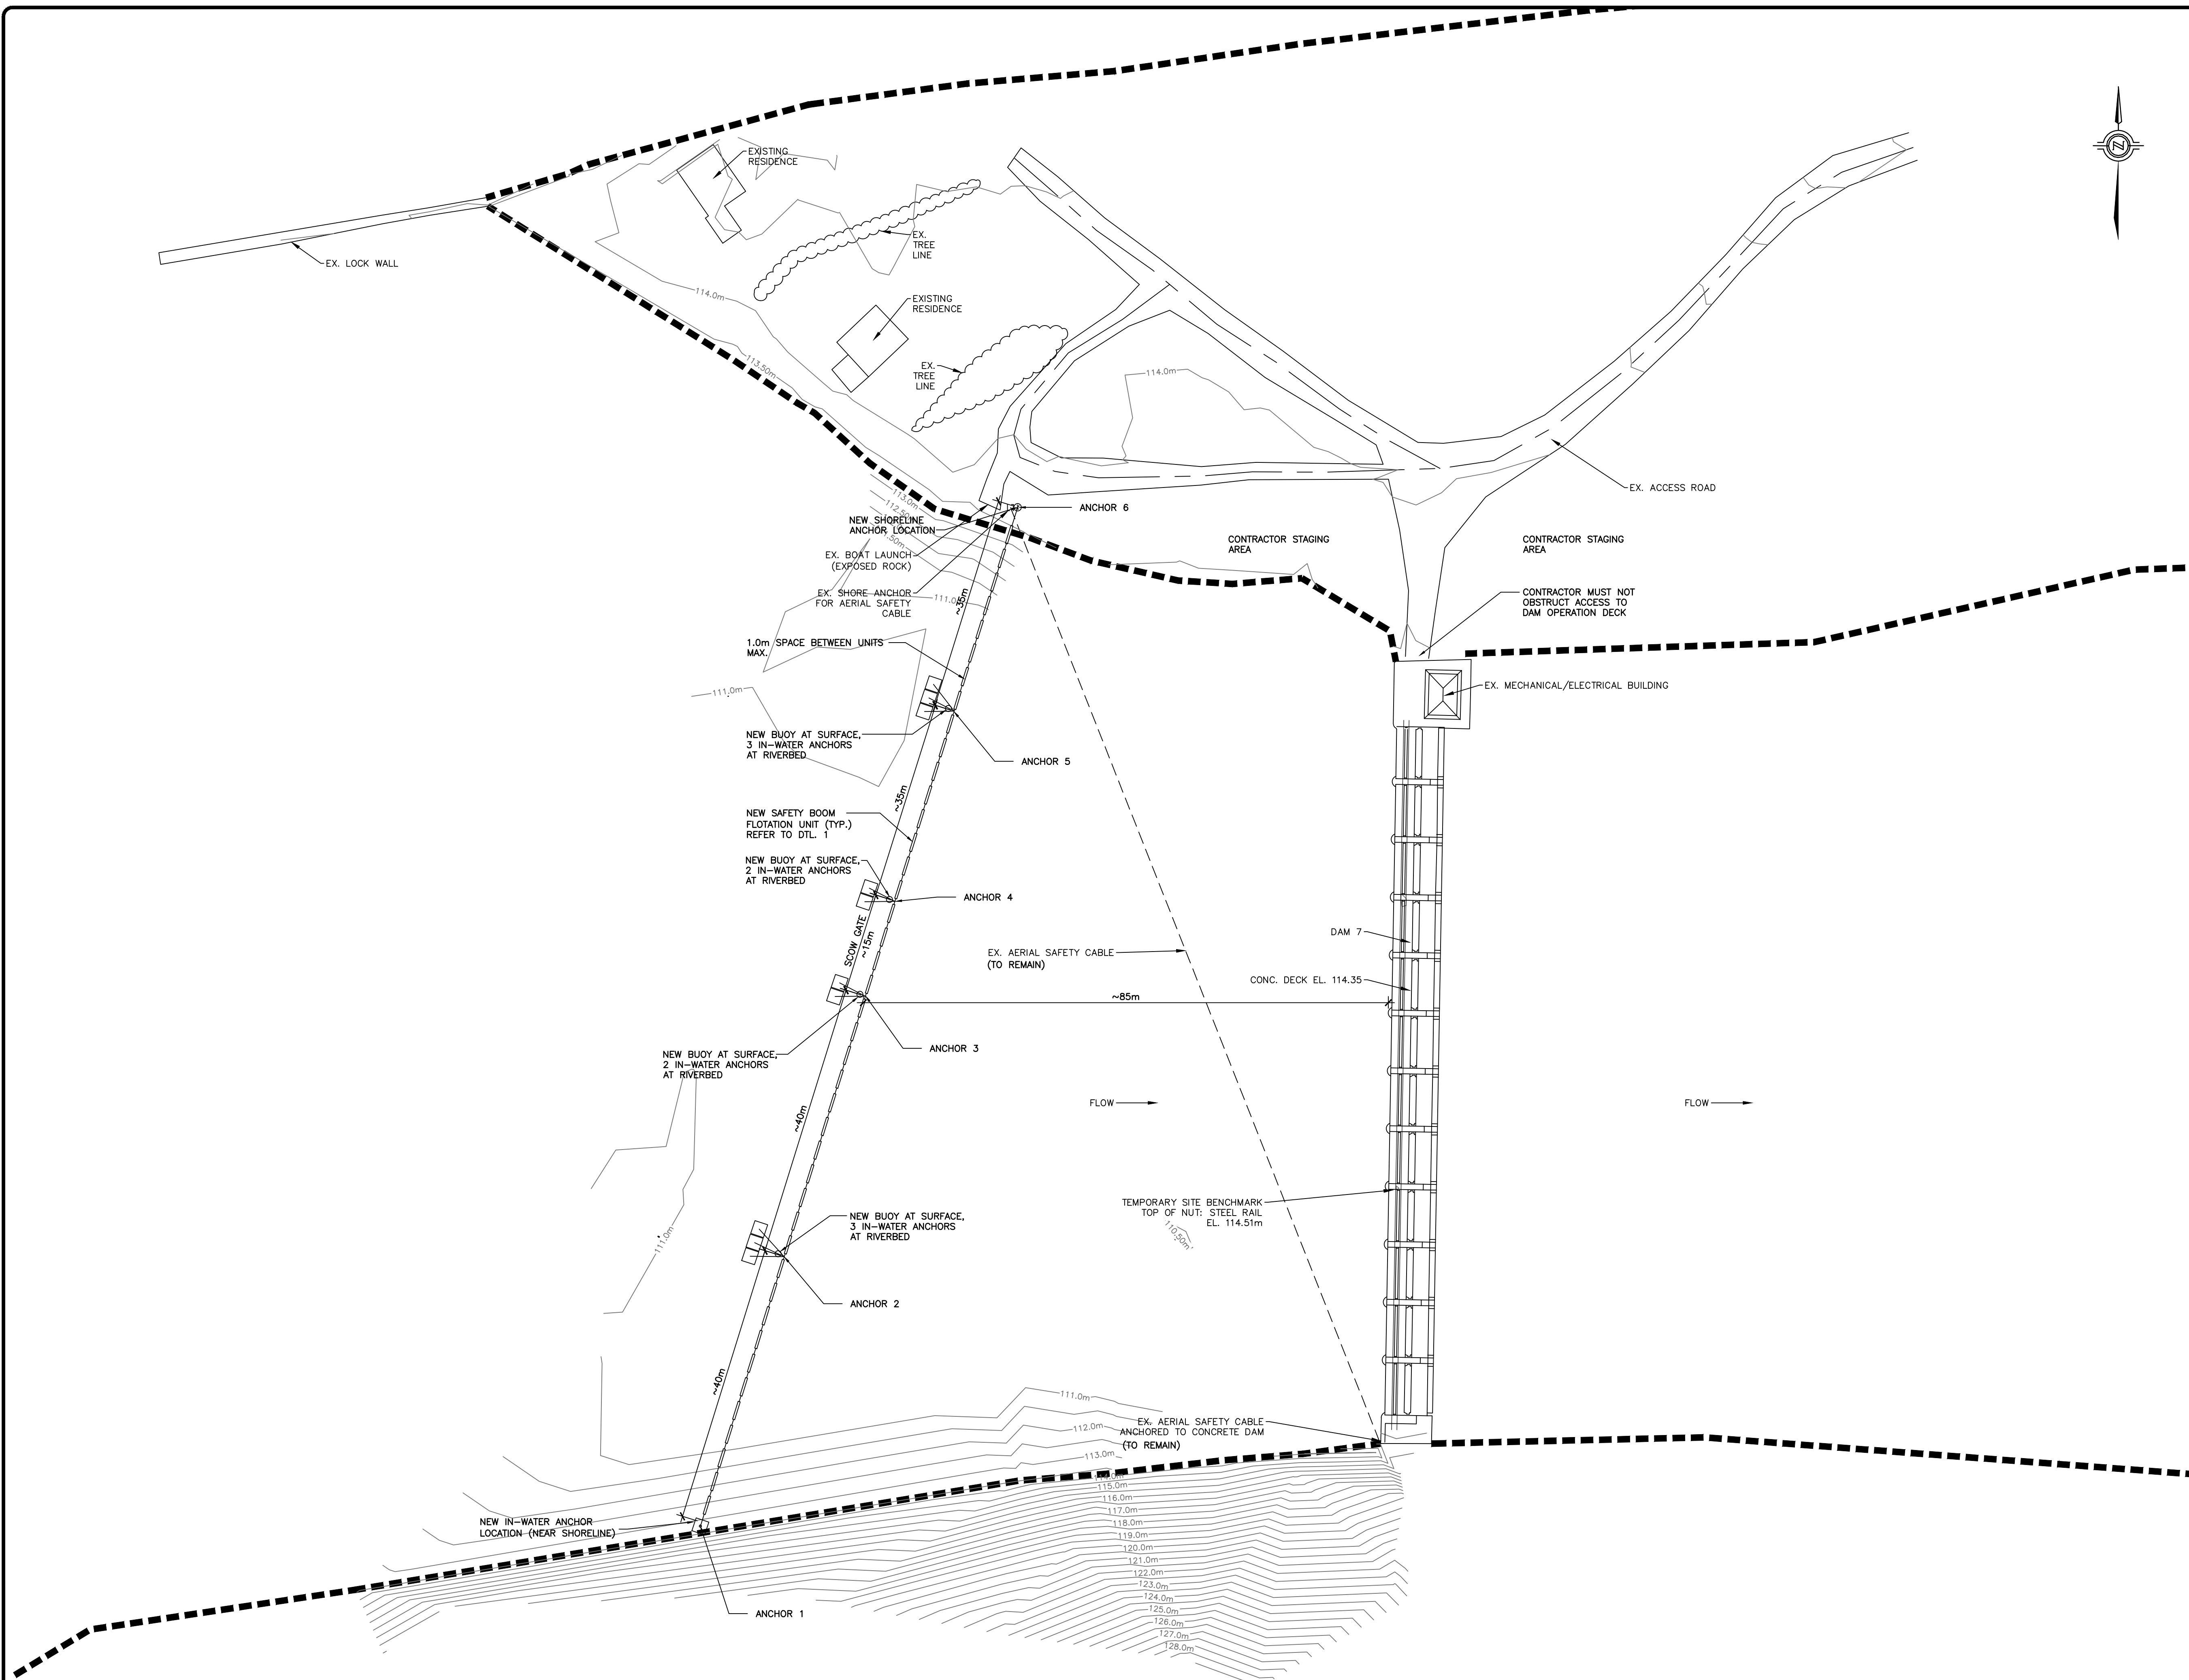 EXISTING
RESIDENCE
EX.
TREE
LINE
EX. LOCK WALL
114.0m
EXISTING
RESIDENCE
113.50m
EX.
TREE
LINE
114.0m
N
EX. ACCESS ROAD
113.0m
112.50m
NEW SHORELINE
ANCHOR LOCATION
ANCHOR 6
EX. BOAT LAUNCH
(EXPOSED ROCK)
EX. SHORE ANCHOR
FOR AERIAL SAFETY
CABLE
111.0m
~35m
CONTRACTOR STAGING
AREA
CONTRACTOR STAGING
AREA
CONTRACTOR MUST NOT
OBSTRUCT ACCESS TO
DAM OPERATION DECK
1.0m SPACE BETWEEN UNITS
MAX.
111.0m
EX. MECHANICAL/ELECTRICAL BUILDING
NEW BUOY AT SURFACE,
3 IN-WATER ANCHORS
AT RIVERBED
ANCHOR 5
~35m
NEW SAFETY BOOM
FLOTATION UNIT (TYP.)
REFER TO DTL. 1
NEW BUOY AT SURFACE,
2 IN-WATER ANCHORS
AT RIVERBED
ANCHOR 4
SCOW GATE
~15m
DAM 7
EX. AERIAL SAFETY CABLE
(TO REMAIN)
CONC. DECK EL. 114.35
~85m
NEW BUOY AT SURFACE,
2 IN-WATER ANCHORS
AT RIVERBED
ANCHOR 3
~40m
FLOW
FLOW
TEMPORARY SITE BENCHMARK
TOP OF NUT: STEEL RAIL
EL. 114.51m
110.50m
111.0m
NEW BUOY AT SURFACE,
3 IN-WATER ANCHORS
AT RIVERBED
ANCHOR 2
~40m
111.0m
112.0m
113.0m
EX. AERIAL SAFETY CABLE
ANCHORED TO CONCRETE DAM
(TO REMAIN)
114.0m
115.0m
116.0m
117.0m
118.0m
119.0m
120.0m
121.0m
122.0m
123.0m
124.0m
125.0m
126.0m
127.0m
128.0m
NEW IN-WATER ANCHOR
LOCATION (NEAR SHORELINE)
ANCHOR 1